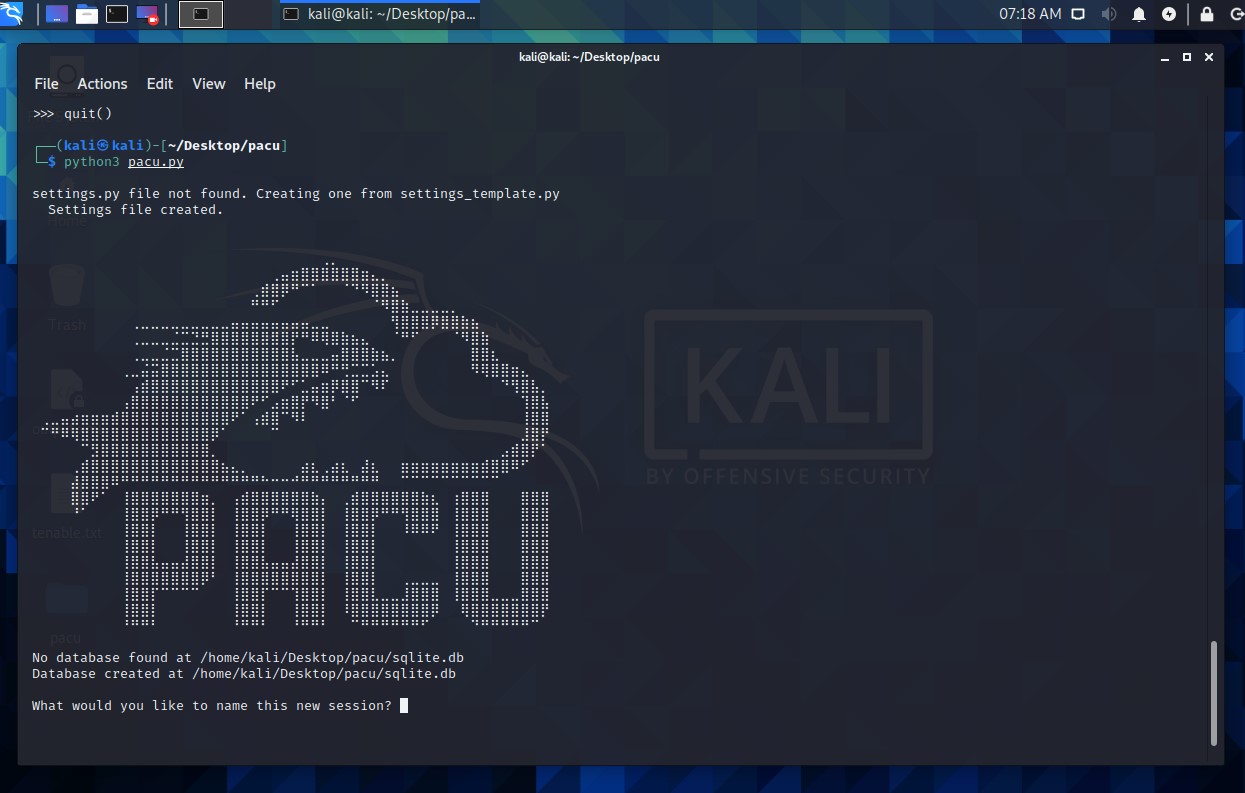 kali@kali: ~/Desktop/pa...
07:18 AM
kali@kali: ~/Desktop/pacu
File Actions Edit View Help
>>> quit()
(kali㉿kali)-[~/Desktop/pacu]
$ python3 pacu.py
settings.py file not found. Creating one from settings_template.py
Settings file created.
Home
Trash
KALI
BY OFFENSIVE SECURITY
tenable.txt
PACU
pacu
No database found at /home/kali/Desktop/pacu/sqlite.db
Database created at /home/kali/Desktop/pacu/sqlite.db
What would you like to name this new session?